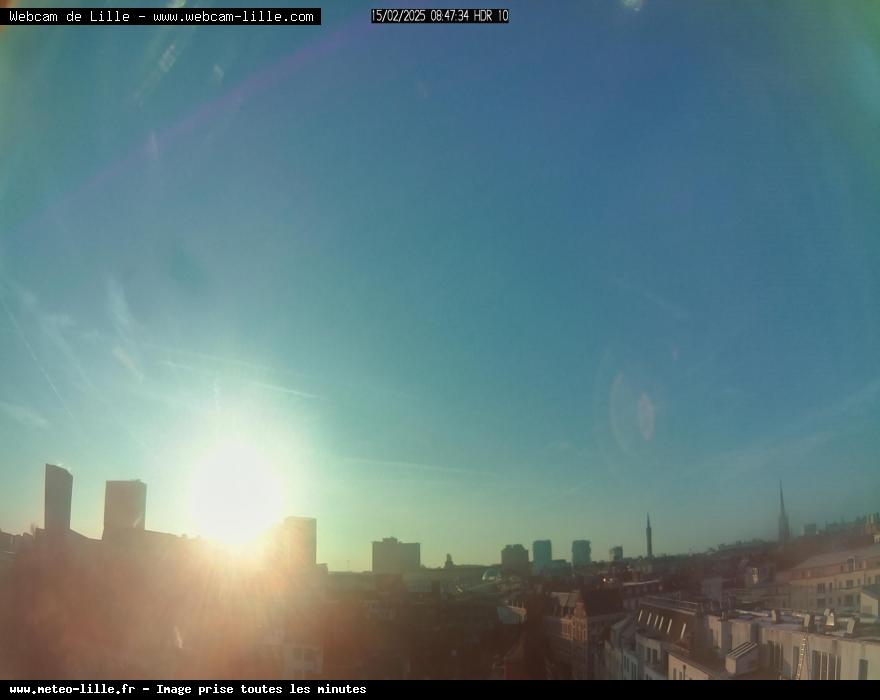 Webcam de Lille - www.webcam-lille.com
15/02/2025 08:47:34 HDR 10
www.meteo-lille.fr - Image prise toutes les minutes